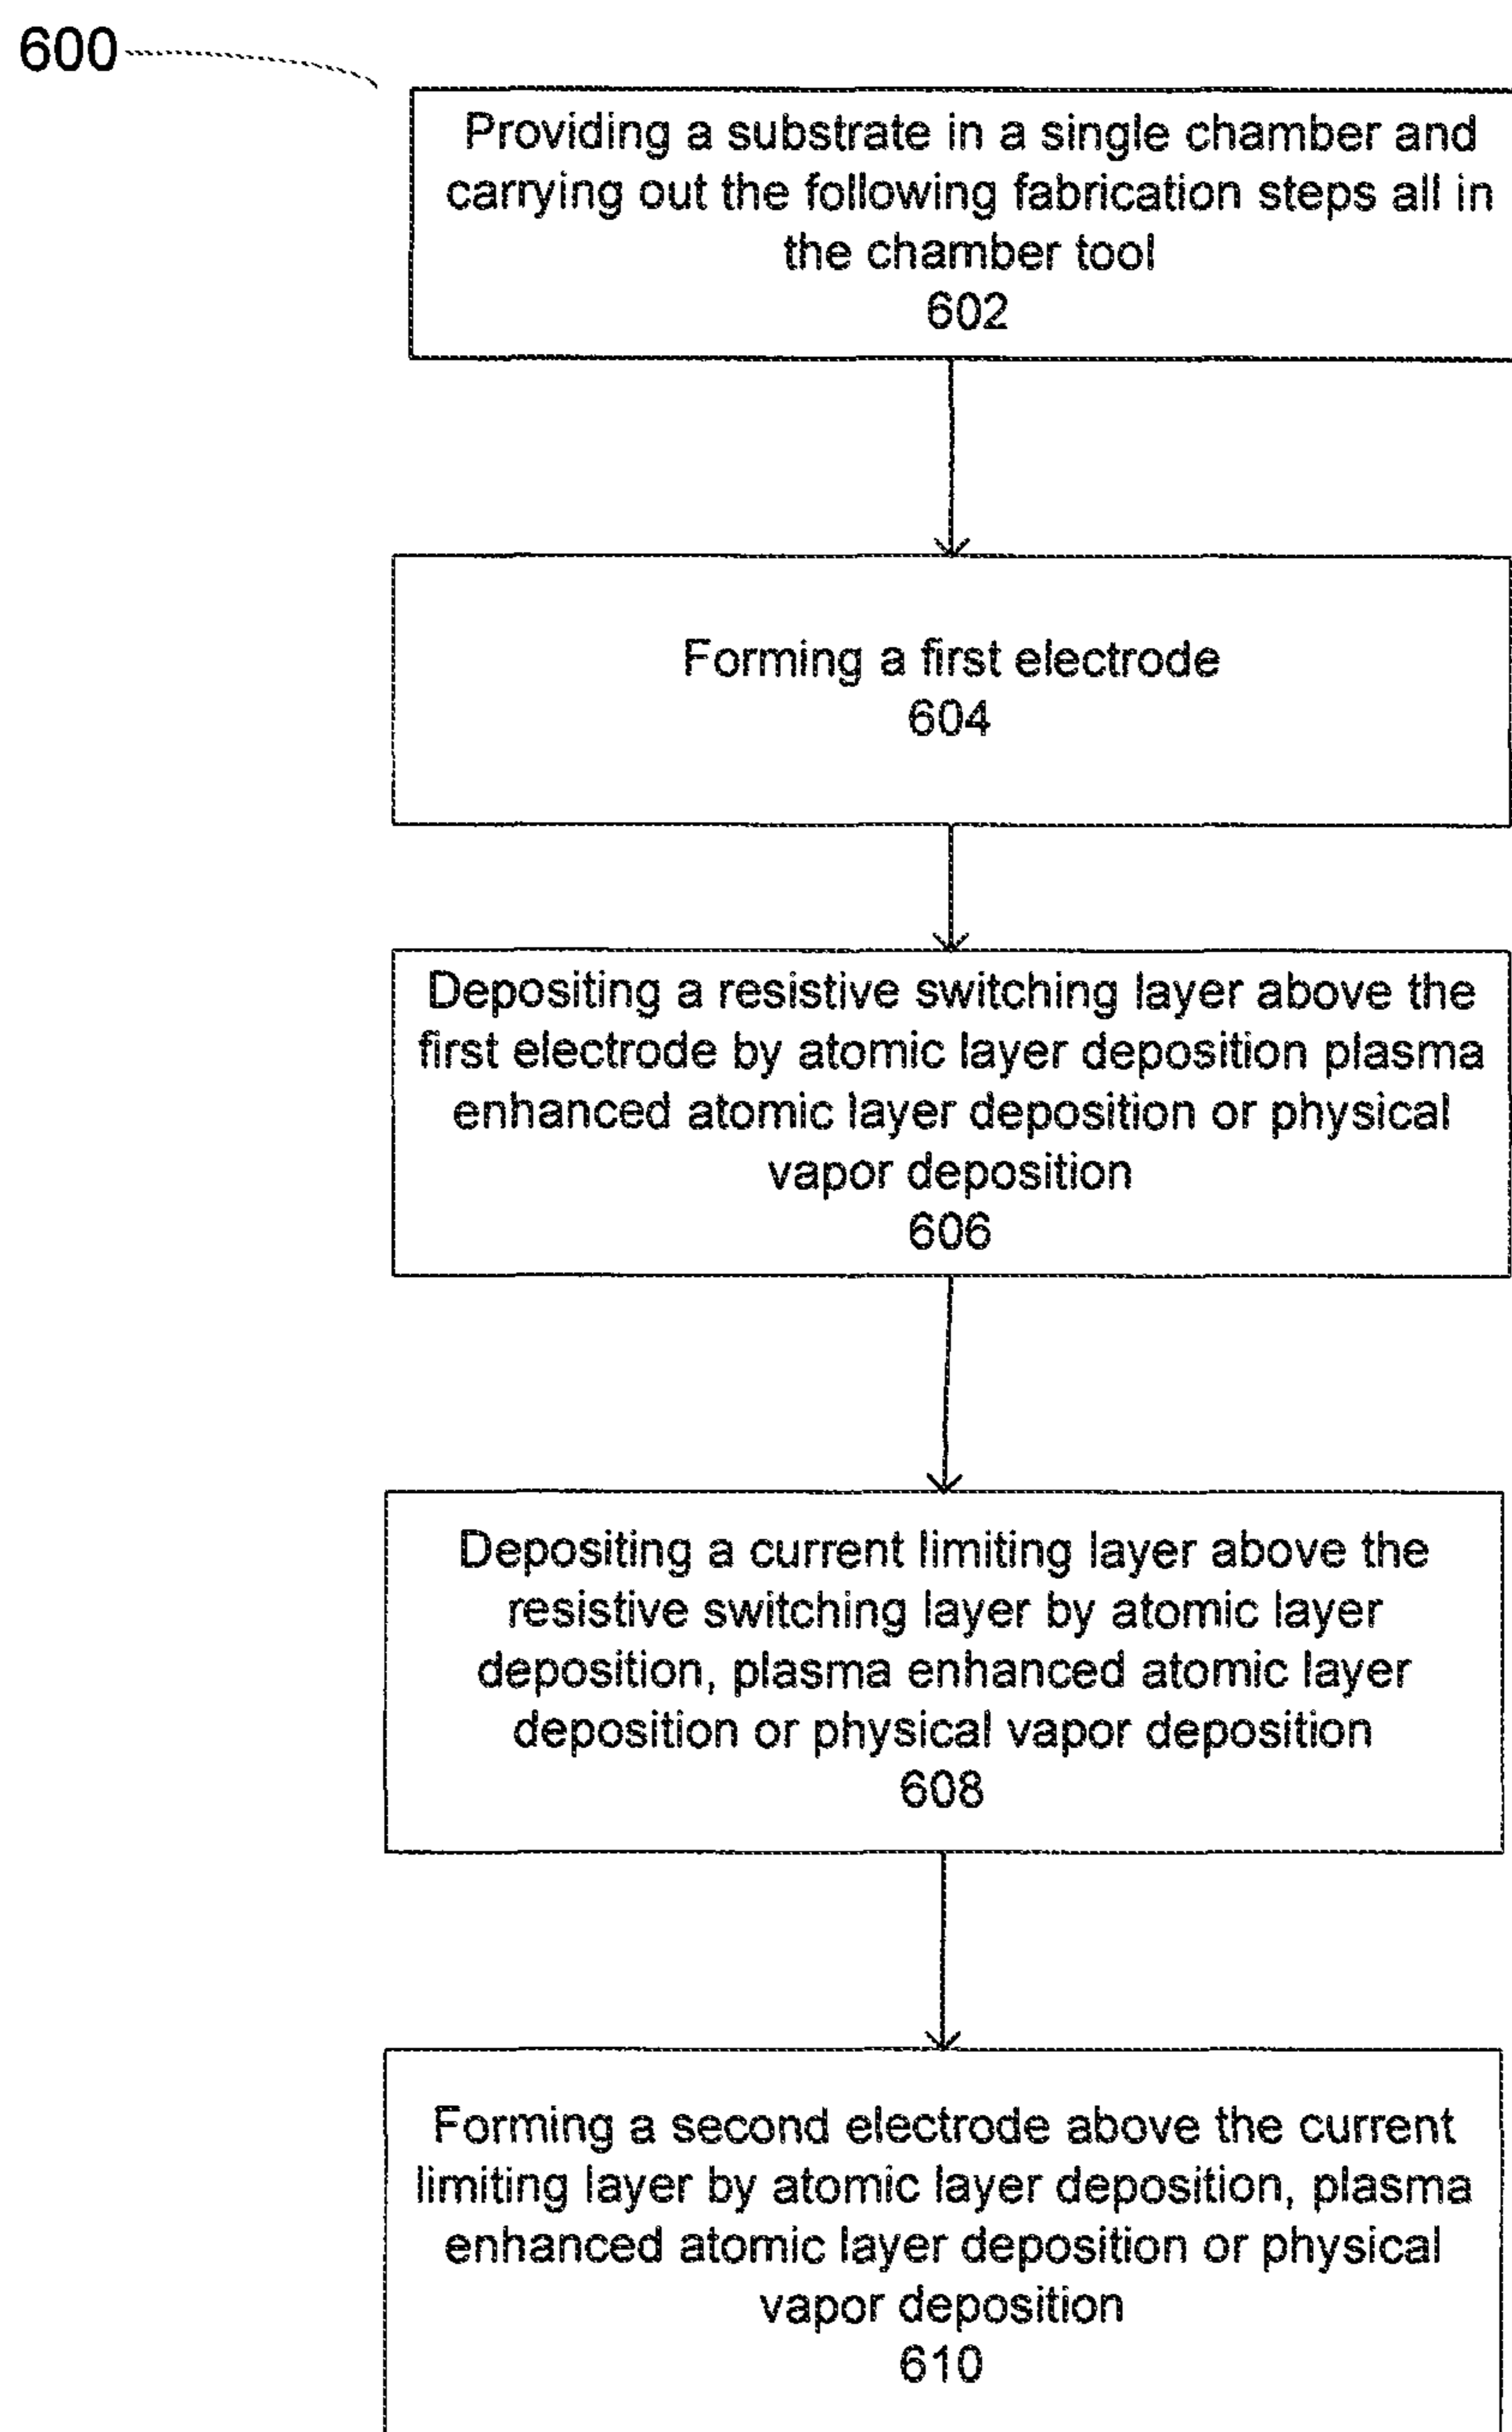 600
Providing a substrate in a single chamber and
carrying out the following fabrication steps all in
the chamber tool
602
Forming a first electrode
604
Depositing a resistive switching layer above the
first electrode by atomic layer deposition plasma
enhanced atomic layer deposition or physical
vapor deposition
606
Depositing a current limiting layer above the
resistive switching layer by atomic layer
deposition, plasma enhanced atomic layer
deposition or physical vapor deposition
608
Forming a second electrode above the current
limiting layer by atomic layer deposition, plasma
enhanced atomic layer deposition or physical
vapor deposition
610